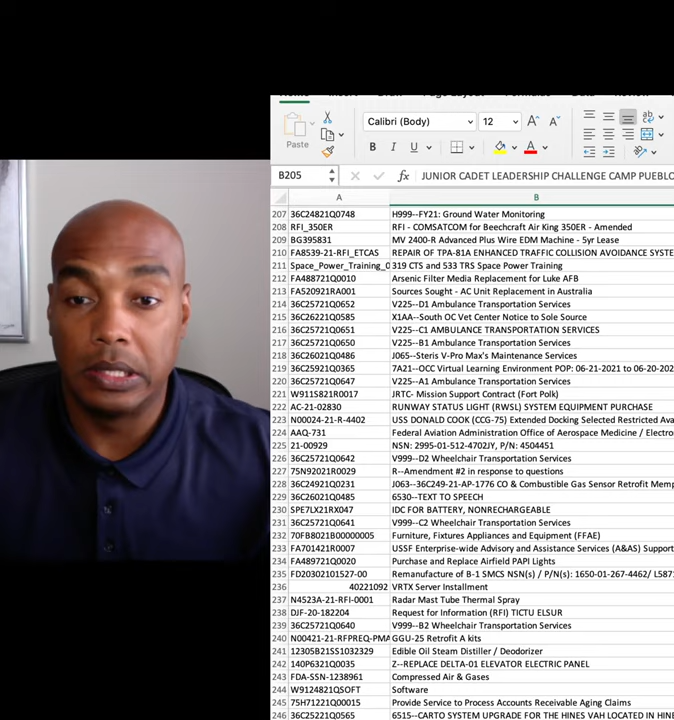 Paste
Calibri (Body)
12
A^ A˅
B I U
A
ab
B205
fx JUNIOR CADET LEADERSHIP CHALLENGE CAMP PUEBLO
A B
207 36C24821Q0748 H999--FY21: Ground Water Monitoring
208 RFI_350ER RFI - COMSATCOM for Beechcraft Air King 350ER - Amended
209 BG395831 MV 2400-R Advanced Plus Wire EDM Machine - 5yr Lease
210 FA8539-21-RFI_ETCAS REPAIR OF TPA-81A ENHANCED TRAFFIC COLLISION AVOIDANCE SYSTE
211 Space_Power_Training_0 319 CTS and 533 TRS Space Power Training
212 FA488721Q0010 Arsenic Filter Media Replacement for Luke AFB
213 FA520921RA001 Sources Sought - AC Unit Replacement in Australia
214 36C25721Q0652 V225--D1 Ambulance Transportation Services
215 36C26221Q0585 X1AA--South OC Vet Center Notice to Sole Source
216 36C25721Q0651 V225--C1 AMBULANCE TRANSPORTATION SERVICES
217 36C25721Q0650 V225--B1 Ambulance Transportation Services
218 36C26021Q0486 J065--Steris V-Pro Max's Maintenance Services
219 36C25921Q0365 7A21--OCC Virtual Learning Environment POP: 06-21-2021 to 06-20-202
220 36C25721Q0647 V225--A1 Ambulance Transportation Services
221 W911S821R0017 JRTC- Mission Support Contract (Fort Polk)
222 AC-21-02830 RUNWAY STATUS LIGHT (RWSL) SYSTEM EQUIPMENT PURCHASE
223 N00024-21-R-4402 USS DONALD COOK (CCG-75) Extended Docking Selected Restricted Ava
224 AAQ-731 Federal Aviation Administration Office of Aerospace Medicine / Electro
225 21-00929 NSN: 2995-01-512-4702JY, P/N: 4504451
226 36C25721Q0642 V999--D2 Wheelchair Transportation Services
227 75N92021R0029 R--Amendment #2 in response to questions
228 36C24921Q0231 J063--36C249-21-AP-1776 CO & Combustible Gas Sensor Retrofit Memp
229 36C26021Q0485 6530--TEXT TO SPEECH
230 SPE7LX21RX047 IDC FOR BATTERY, NONRECHARGEABLE
231 36C25721Q0641 V999--C2 Wheelchair Transportation Services
232 70FB8021B00000005 Furniture, Fixtures Appliances and Equipment (FFAE)
233 FA701421R0007 USSF Enterprise-wide Advisory and Assistance Services (A&AS) Support
234 FA489721Q0020 Purchase and Replace Airfield PAPI Lights
235 FD20302101527-00 Remanufacture of B-1 SMCS NSN(s) / P/N(s): 1650-01-267-4462/ L5871
236 40221092 VRTX Server Installment
237 N4523A-21-RFI-0001 Radar Mast Tube Thermal Spray
238 DJF-20-182204 Request for Information (RFI) TICTU ELSUR
239 36C25721Q0640 V999--B2 Wheelchair Transportation Services
240 N00421-21-RFPREQ-PMA GGU-25 Retrofit A kits
241 12305B21SS1032329 Edible Oil Steam Distiller / Deodorizer
242 140P6321Q0035 Z--REPLACE DELTA-01 ELEVATOR ELECTRIC PANEL
243 FDA-SSN-1238961 Compressed Air & Gases
244 W9124821QSOFT Software
245 75H71221Q00015 Provide Service to Process Accounts Receivable Aging Claims
246 36C25221Q0565 6515--CARTO SYSTEM UPGRADE FOR THE HINES VAH LOCATED IN HINE